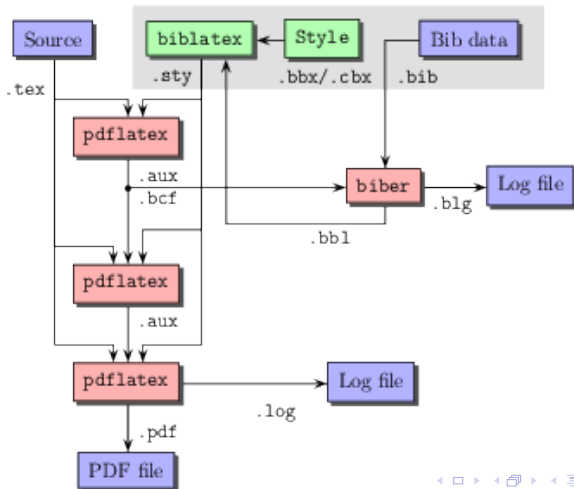 Source
biblatex
Style
Bib data
.tex
.sty
.bbx/.cbx
.bib
pdflatex
.aux
.bcf
biber
Log file
.blg
.bbl
pdflatex
.aux
pdflatex
Log file
.log
.pdf
PDF file